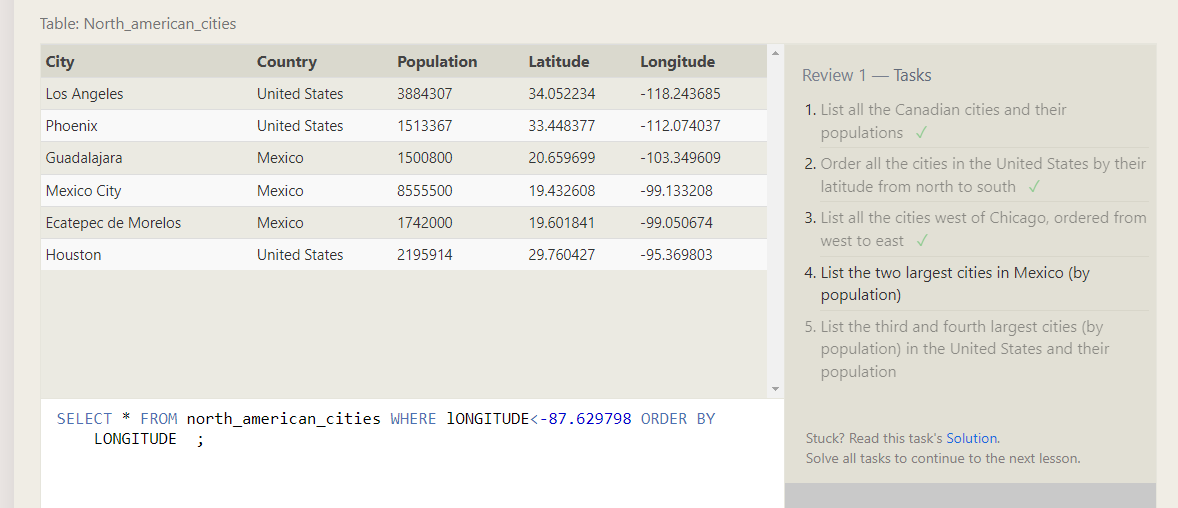 Table: North_american_cities
City Country Population Latitude Longitude
Los Angeles United States 3884307 34.052234 -118.243685
Phoenix United States 1513367 33.448377 -112.074037
Guadalajara Mexico 1500800 20.659699 -103.349609
Mexico City Mexico 8555500 19.432608 -99.133208
Ecatepec de Morelos Mexico 1742000 19.601841 -99.050674
Houston United States 2195914 29.760427 -95.369803
SELECT * FROM north_american_cities WHERE lONGITUDE<-87.629798 ORDER BY
LONGITUDE ;
Review 1 — Tasks
1. List all the Canadian cities and their
populations ✓
2. Order all the cities in the United States by their
latitude from north to south ✓
3. List all the cities west of Chicago, ordered from
west to east ✓
4. List the two largest cities in Mexico (by
population)
5. List the third and fourth largest cities (by
population) in the United States and their
population
Stuck? Read this task's Solution.
Solve all tasks to continue to the next lesson.